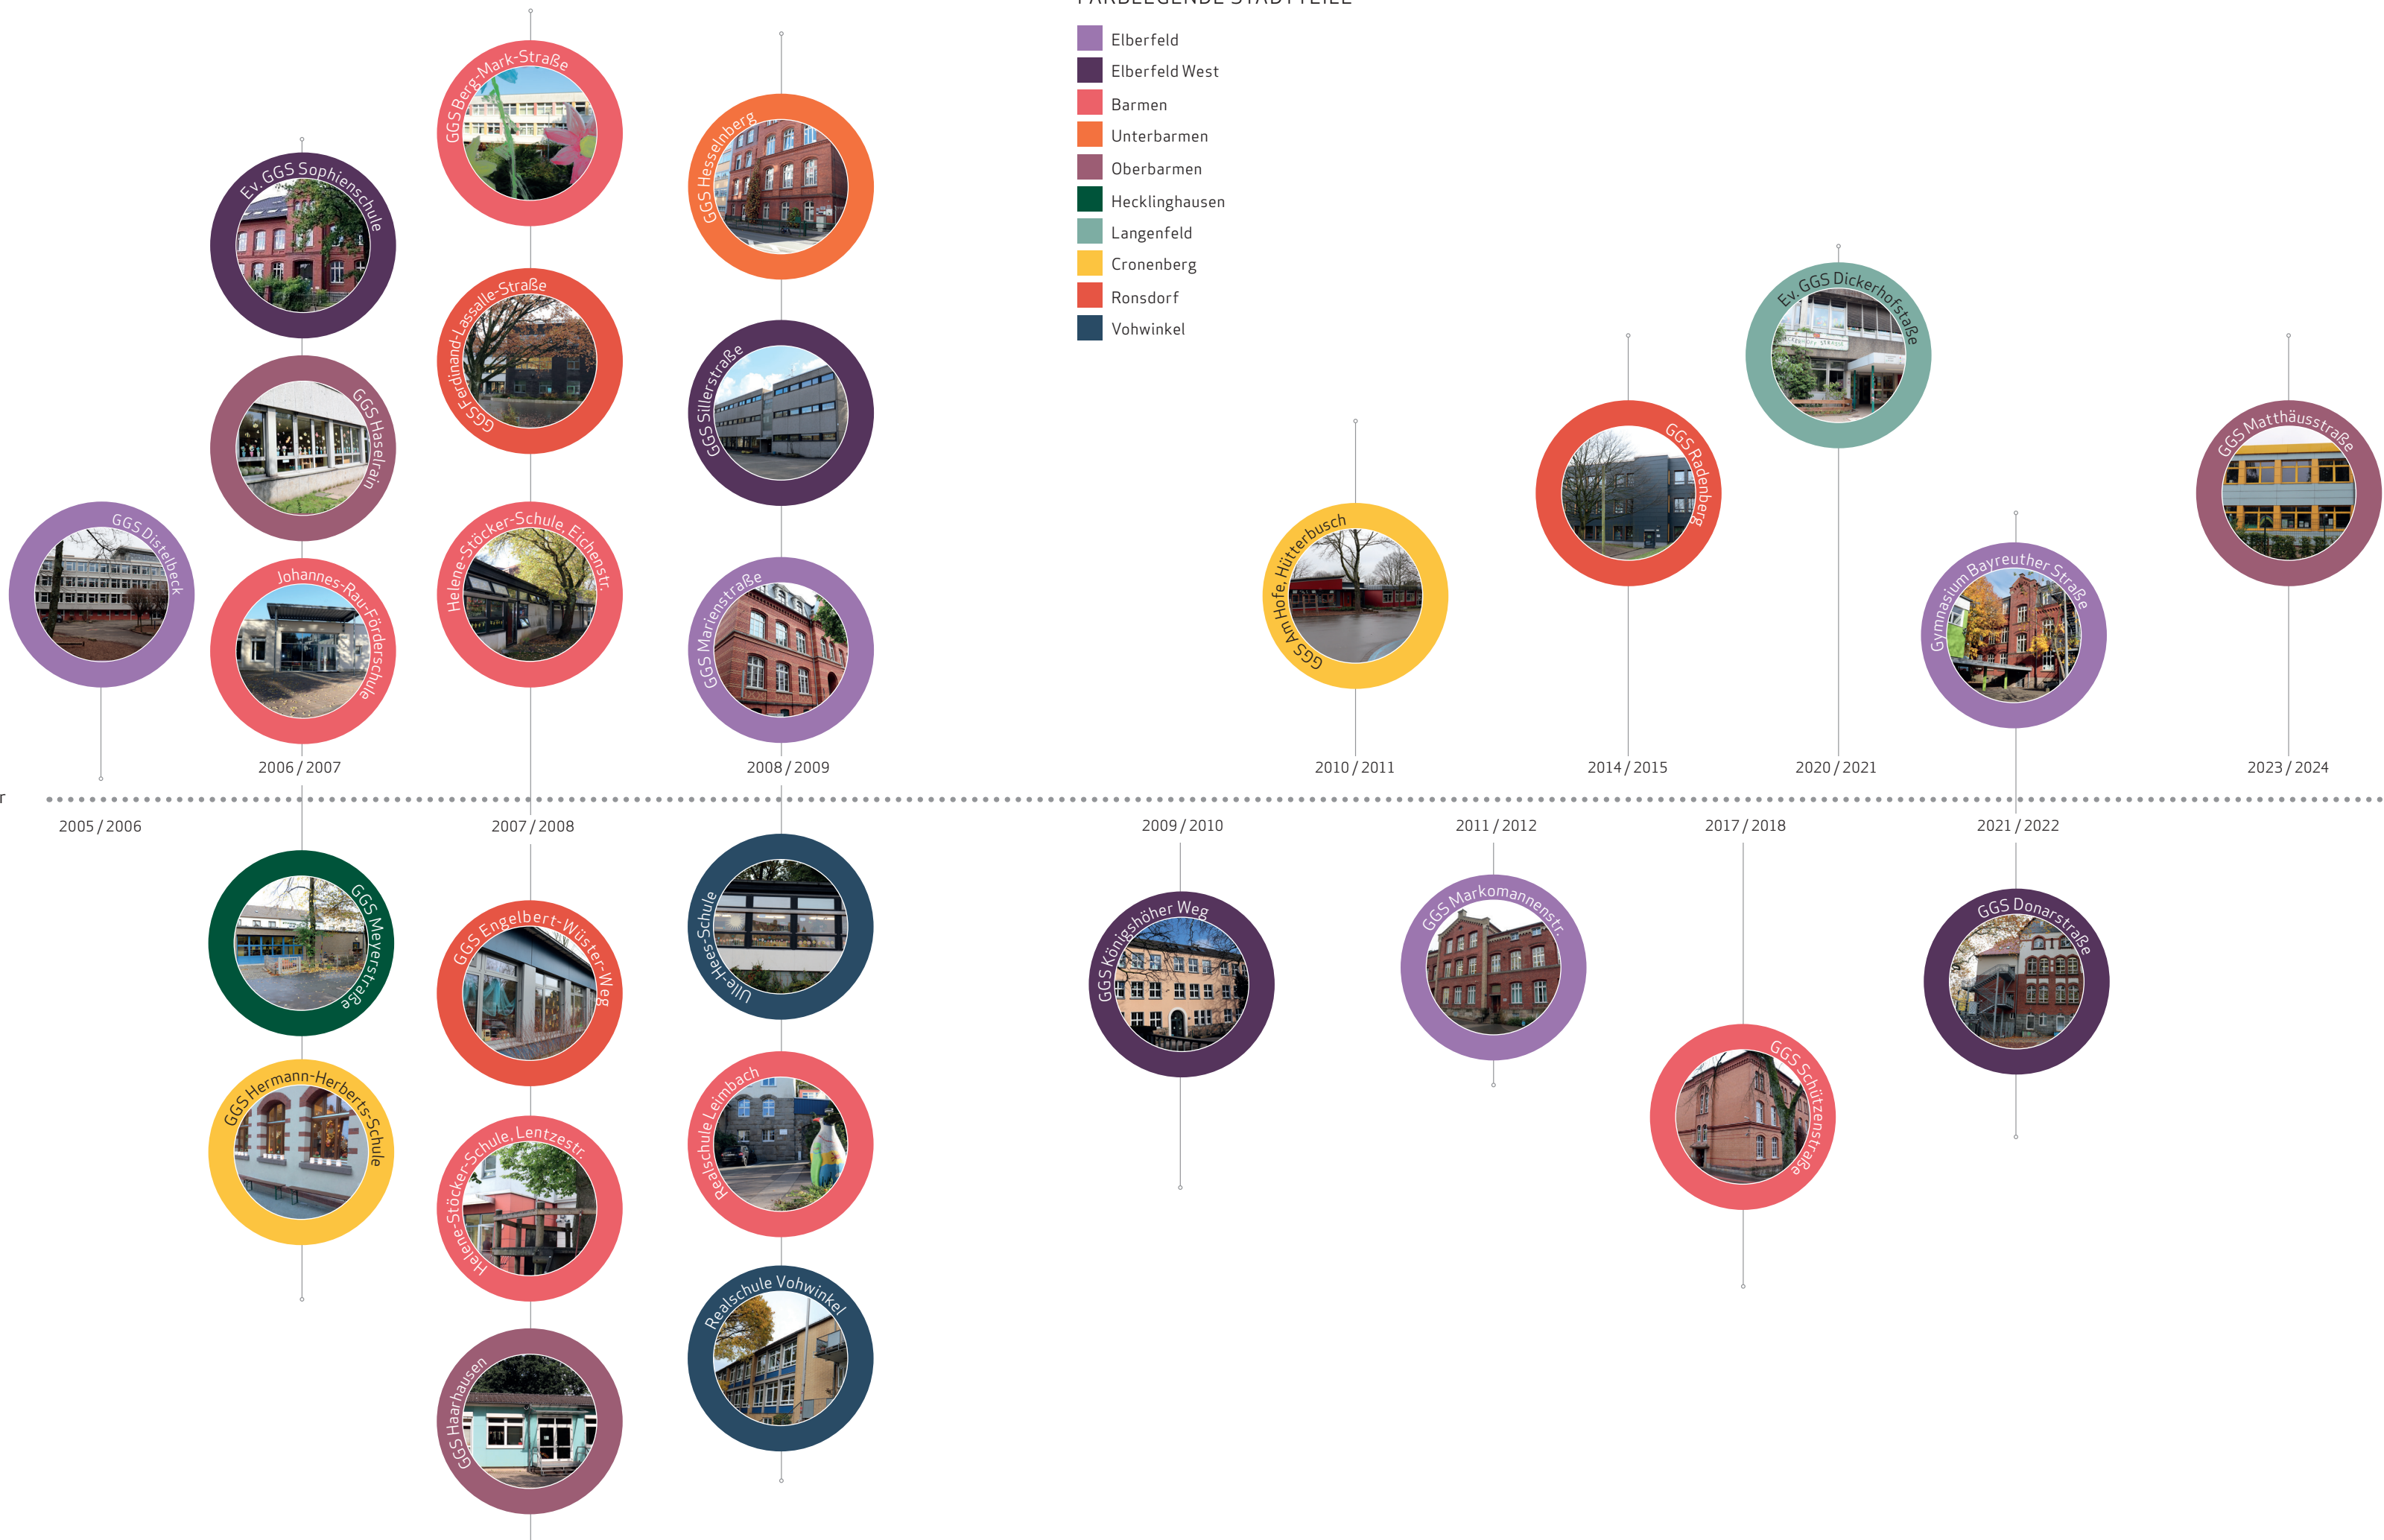 FARBLEGENDE STADTTEILE
Elberfeld
Elberfeld West
Barmen
Unterbarmen
Oberbarmen
Hecklinghausen
Langenfeld
Cronenberg
Ronsdorf
Vohwinkel
GGS Distelbeck
Ev. GGS Sophienschule
GGS Haselrain
Johannes-Rau-Förderschule
GGS Berg-Mark-Straße
GGS Ferdinand-Lassalle-Straße
Helene-Stöcker-Schule, Eichenstr.
GGS Hesselnberg
GGS Sillerstraße
GGS Marienstraße
GGS Am Hofe, Hütterbusch
GGS Radenberg
Ev. GGS Dickerhofstaße
Gymnasium Bayreuther Straße
GGS Matthäusstraße
2006 / 2007
2008 / 2009
2010 / 2011
2014 / 2015
2020 / 2021
2023 / 2024
r
2005 / 2006
2007 / 2008
2009 / 2010
2011 / 2012
2017 / 2018
2021 / 2022
GGS Meyerstraße
GGS Hermann-Herberts-Schule
GGS Engelbert-Wüster-Weg
Helene-Stöcker-Schule, Lentzestr.
GGS Haarhausen
Ulle-Hees-Schule
Realschule Leimbach
Realschule Vohwinkel
GGS Königshöher Weg
GGS Markomannenstr.
GGS Schützenstraße
GGS Donarstraße